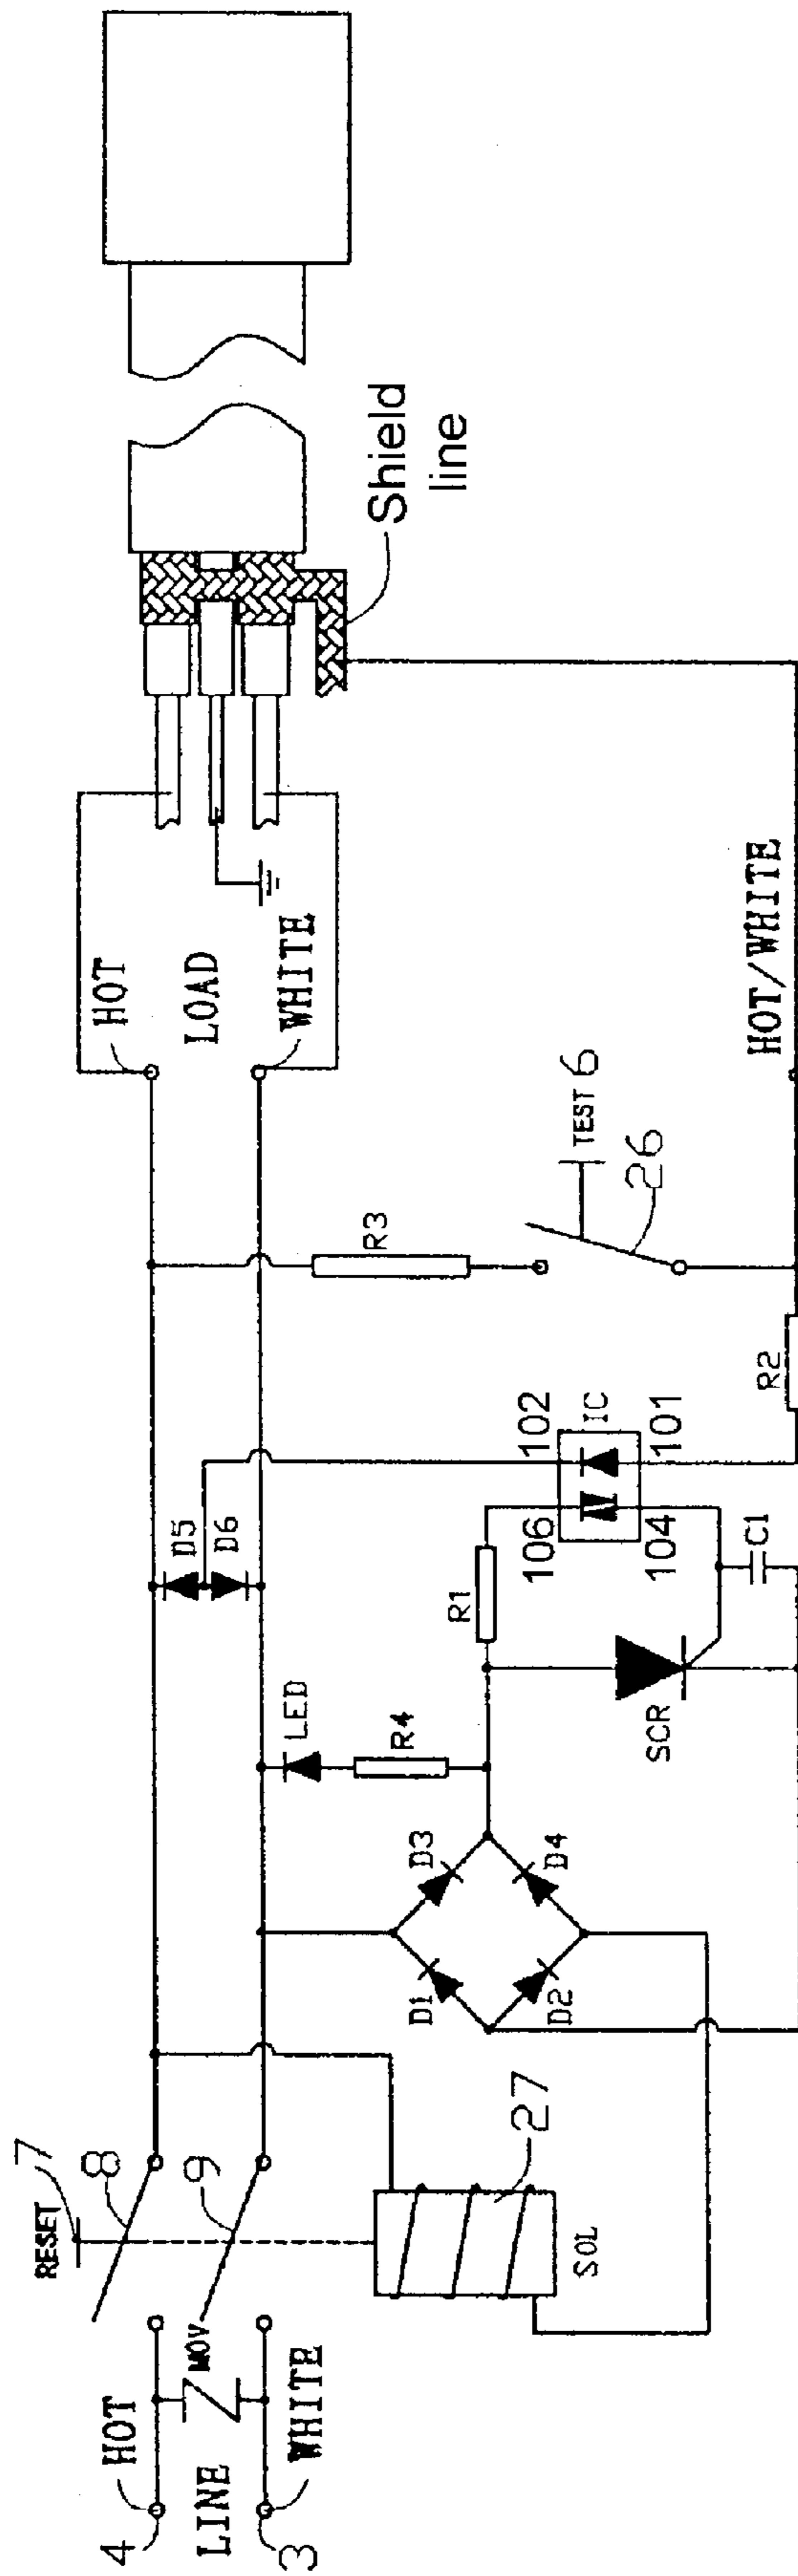 RESET 7
8
9
4 HOT
MOV
LINE
3 WHITE
SOL
27
D1
D2
D3
D4
LED
R4
SCR
D5
D6
R1
106
104
102
101
IC
C1
R2
R3
TEST 6
26
HOT
LOAD
WHITE
HOT/WHITE
Shield
line